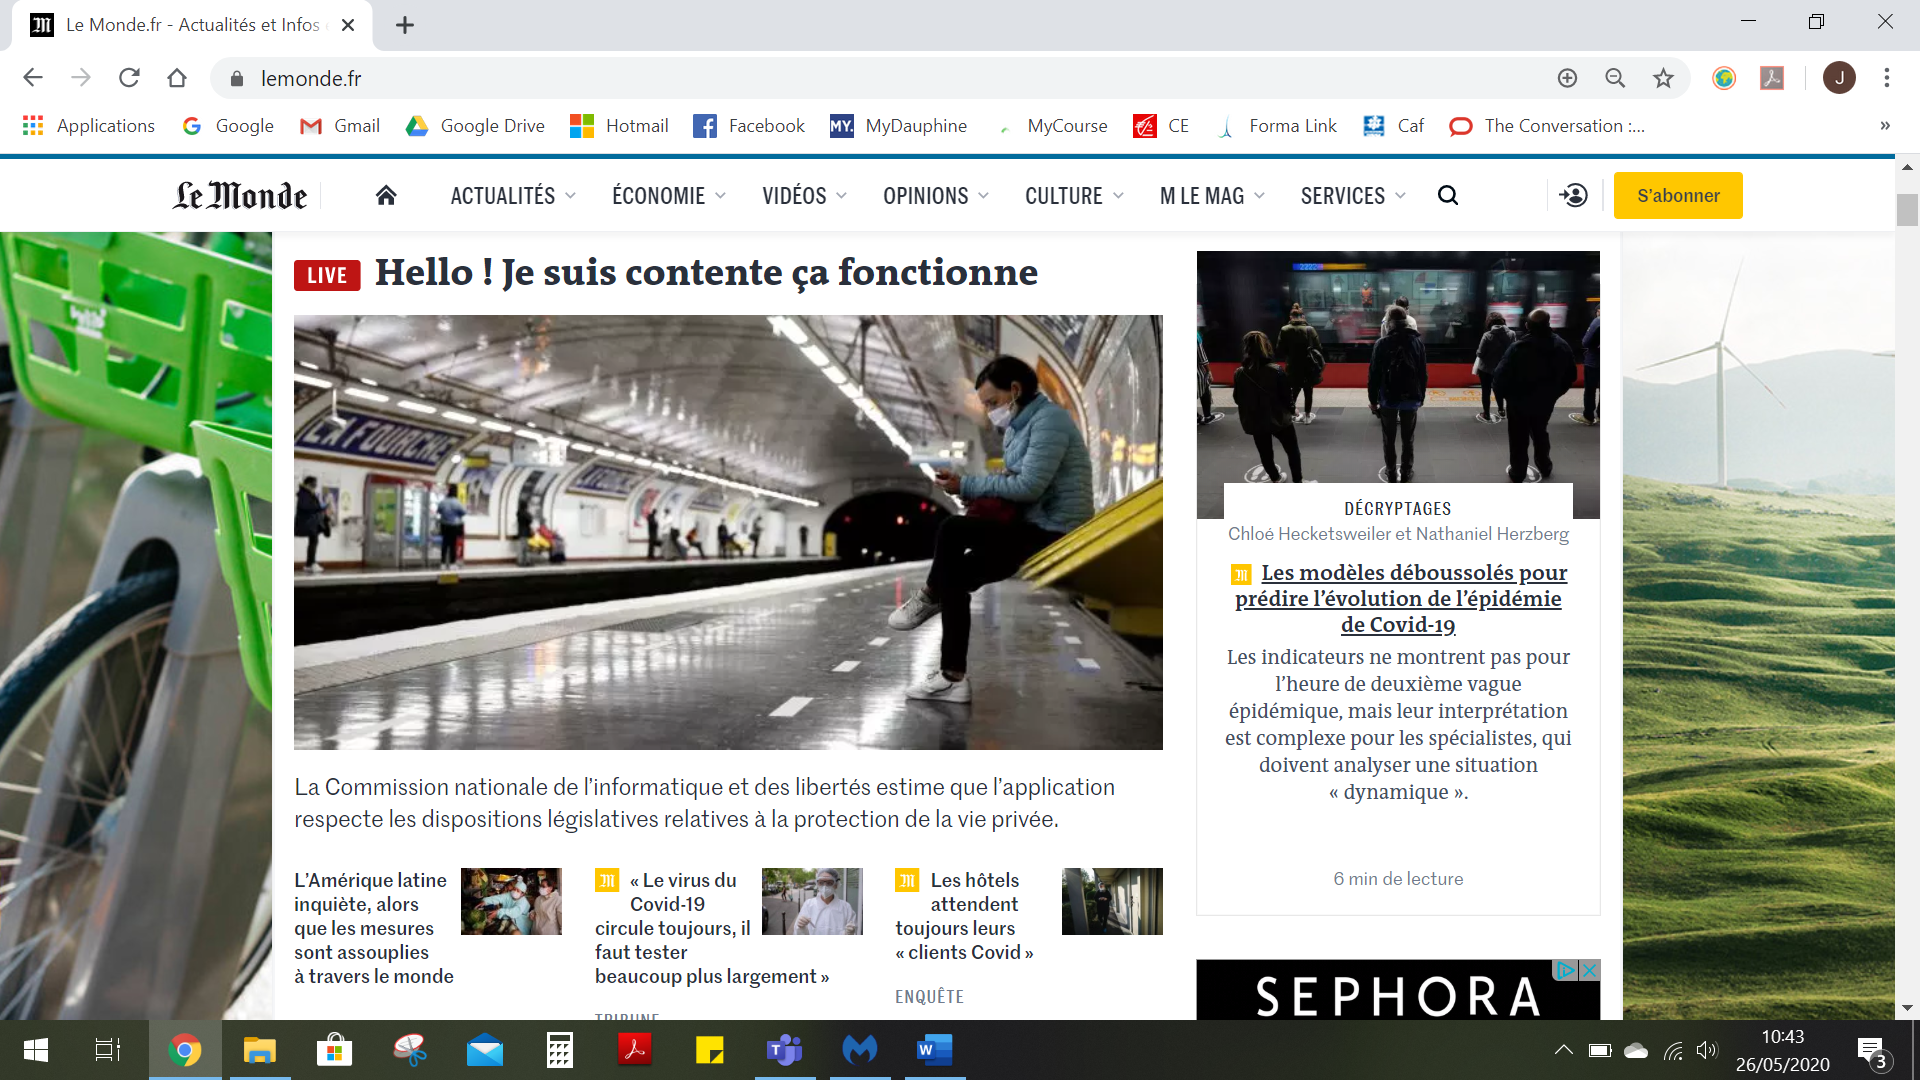 Le Monde.fr - Actualités et Infos
lemonde.fr
J
Applications
Google
Gmail
Google Drive
Hotmail
Facebook
MY.
MyDauphine
MyCourse
CE
Forma Link
Caf
The Conversation :...
»
Le Monde
ACTUALITÉS
ÉCONOMIE
VIDÉOS
OPINIONS
CULTURE
M LE MAG
SERVICES
S'abonner
LIVE Hello ! Je suis contente ça fonctionne
LA FOURCHE
La Commission nationale de l'informatique et des libertés estime que l'application
respecte les dispositions législatives relatives à la protection de la vie privée.
L'Amérique latine
inquiète, alors
que les mesures
sont assouplies
à travers le monde
« Le virus du
Covid-19
circule toujours, il
faut tester
beaucoup plus largement »
TRIBUNE
Les hôtels
attendent
toujours leurs
« clients Covid »
ENQUÊTE
DÉCRYPTAGES
Chloé Hecketsweiler et Nathaniel Herzberg
Les modèles déboussolés pour
prédire l'évolution de l'épidémie
de Covid-19
Les indicateurs ne montrent pas pour
l'heure de deuxième vague
épidémique, mais leur interprétation
est complexe pour les spécialistes, qui
doivent analyser une situation
« dynamique ».
6 min de lecture
SEPHORA
10:43
26/05/2020
3